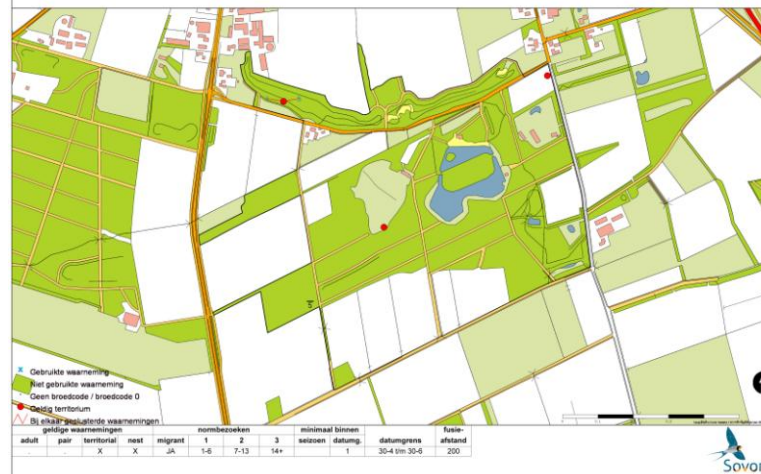 Gebruikte waarneming
Niet gebruikte waarneming
Geen broedcode / broedcode 0
Geldig territorium
Bij elkaar geclusterde waarnemingen
geldige waarnemingen normbezoeken minimaal binnen fusie-
adult pair territorial nest migrant 1 2 3 seizoen datumg. datumgrens afstand
. . X X JA 1-6 7-13 14+ 1 30-4 t/m 30-6 200
Sovon